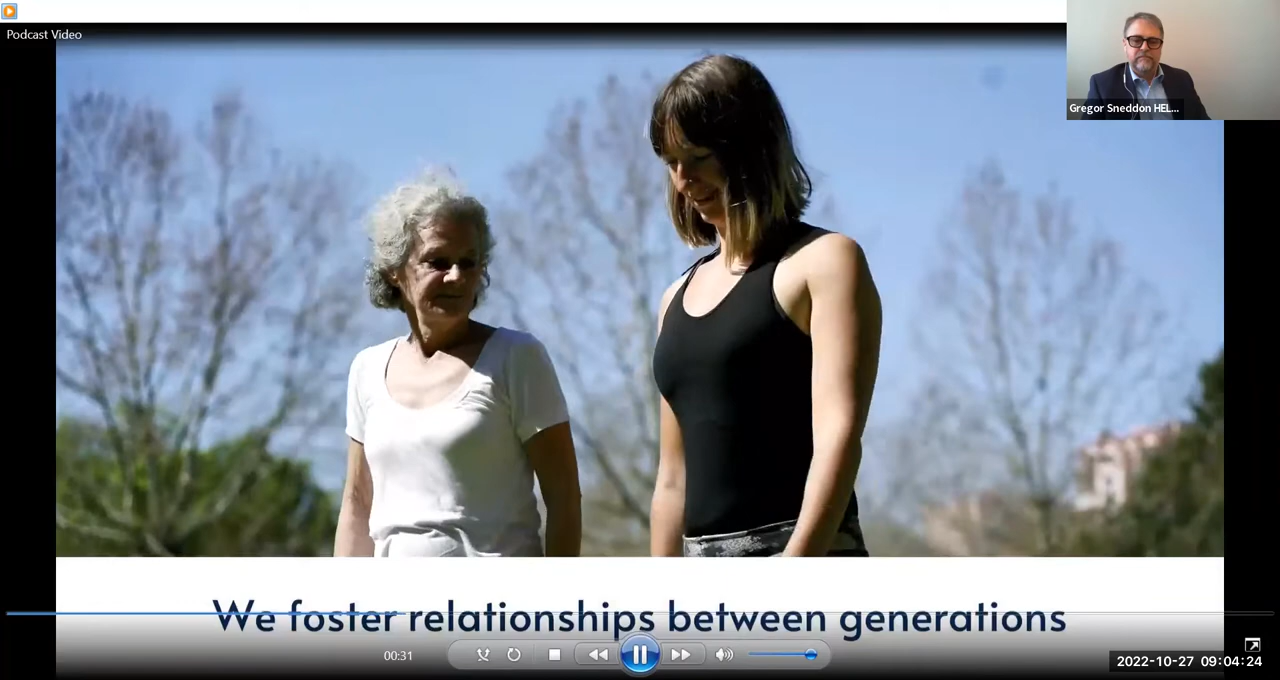 Podcast Video
Gregor Sneddon HEL...
We foster relationships between generations
00:31
2022-10-27 09:04:24